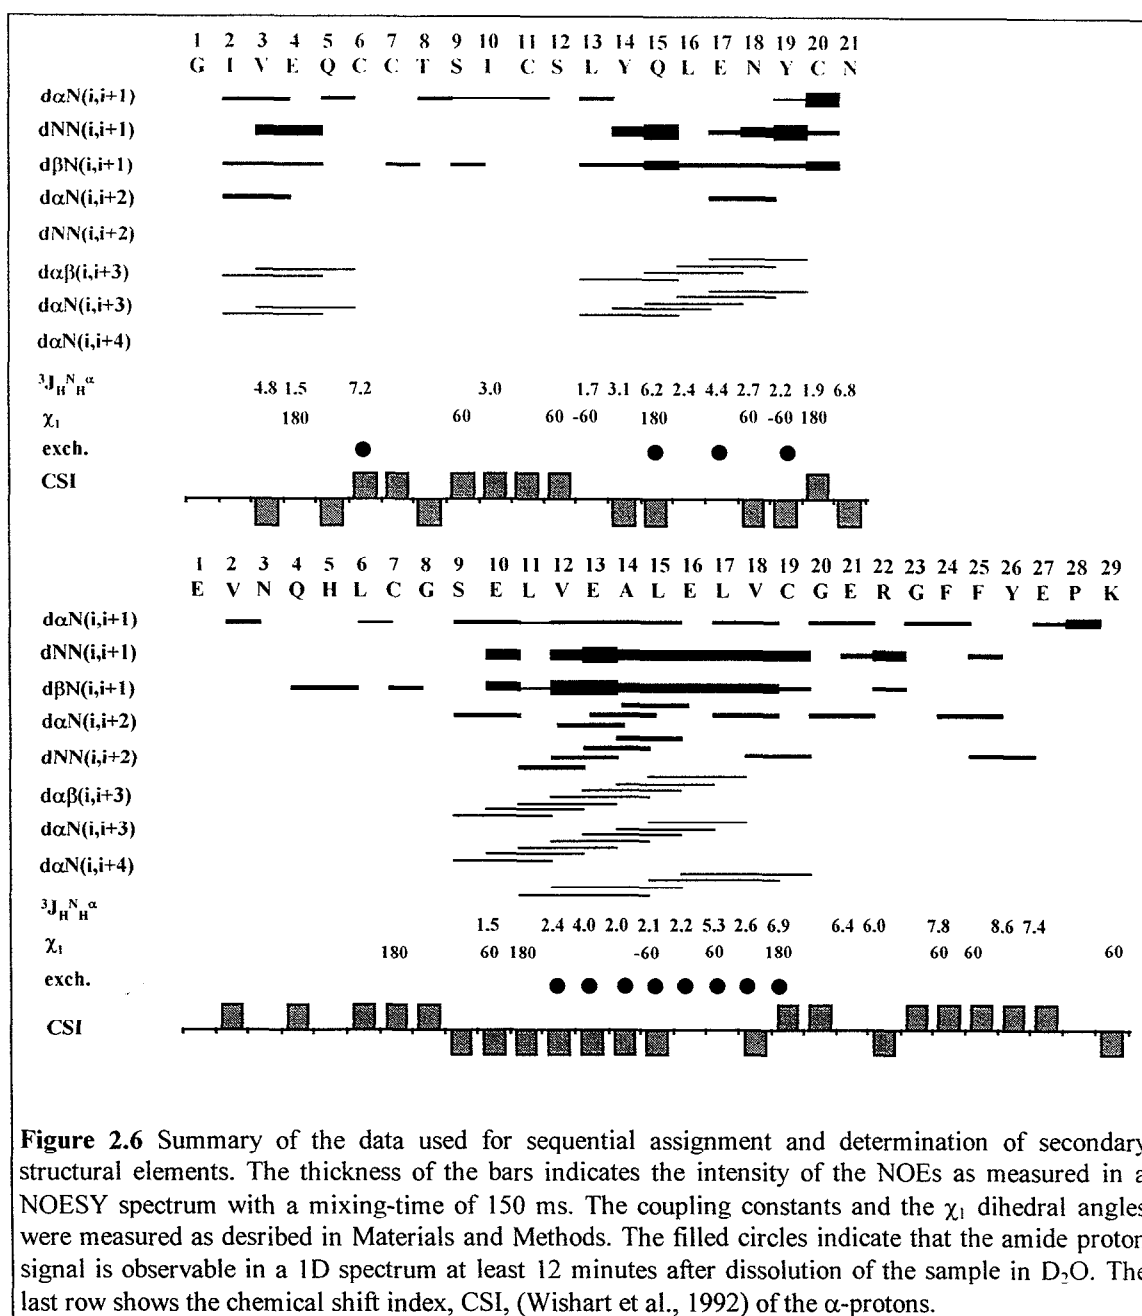 1 2 3 4 5 6 7 8 9 10 11 12 13 14 15 16 17 18 19 20 21
G I V E Q C C T S I C S L Y Q L E N Y C N
dαN(i,i+1)
dNN(i,i+1)
dβN(i,i+1)
dαN(i,i+2)
dNN(i,i+2)
dαβ(i,i+3)
dαN(i,i+3)
dαN(i,i+4)
³J_H^N_H^α 4.8 1.5 7.2 3.0 1.7 3.1 6.2 2.4 4.4 2.7 2.2 1.9 6.8
χ₁ 180 60 60 -60 180 60 -60 180
exch.
CSI
1 2 3 4 5 6 7 8 9 10 11 12 13 14 15 16 17 18 19 20 21 22 23 24 25 26 27 28 29
E V N Q H L C G S E L V E A L E L V C G E R G F F Y E P K
dαN(i,i+1)
dNN(i,i+1)
dβN(i,i+1)
dαN(i,i+2)
dNN(i,i+2)
dαβ(i,i+3)
dαN(i,i+3)
dαN(i,i+4)
³J_H^N_H^α 1.5 2.4 4.0 2.0 2.1 2.2 5.3 2.6 6.9 6.4 6.0 7.8 8.6 7.4
χ₁ 180 60 180 -60 60 180 60 60 60
exch.
CSI
Figure 2.6 Summary of the data used for sequential assignment and determination of secondary
structural elements. The thickness of the bars indicates the intensity of the NOEs as measured in a
NOESY spectrum with a mixing-time of 150 ms. The coupling constants and the χ₁ dihedral angles
were measured as desribed in Materials and Methods. The filled circles indicate that the amide proton
signal is observable in a 1D spectrum at least 12 minutes after dissolution of the sample in D₂O. The
last row shows the chemical shift index, CSI, (Wishart et al., 1992) of the α-protons.